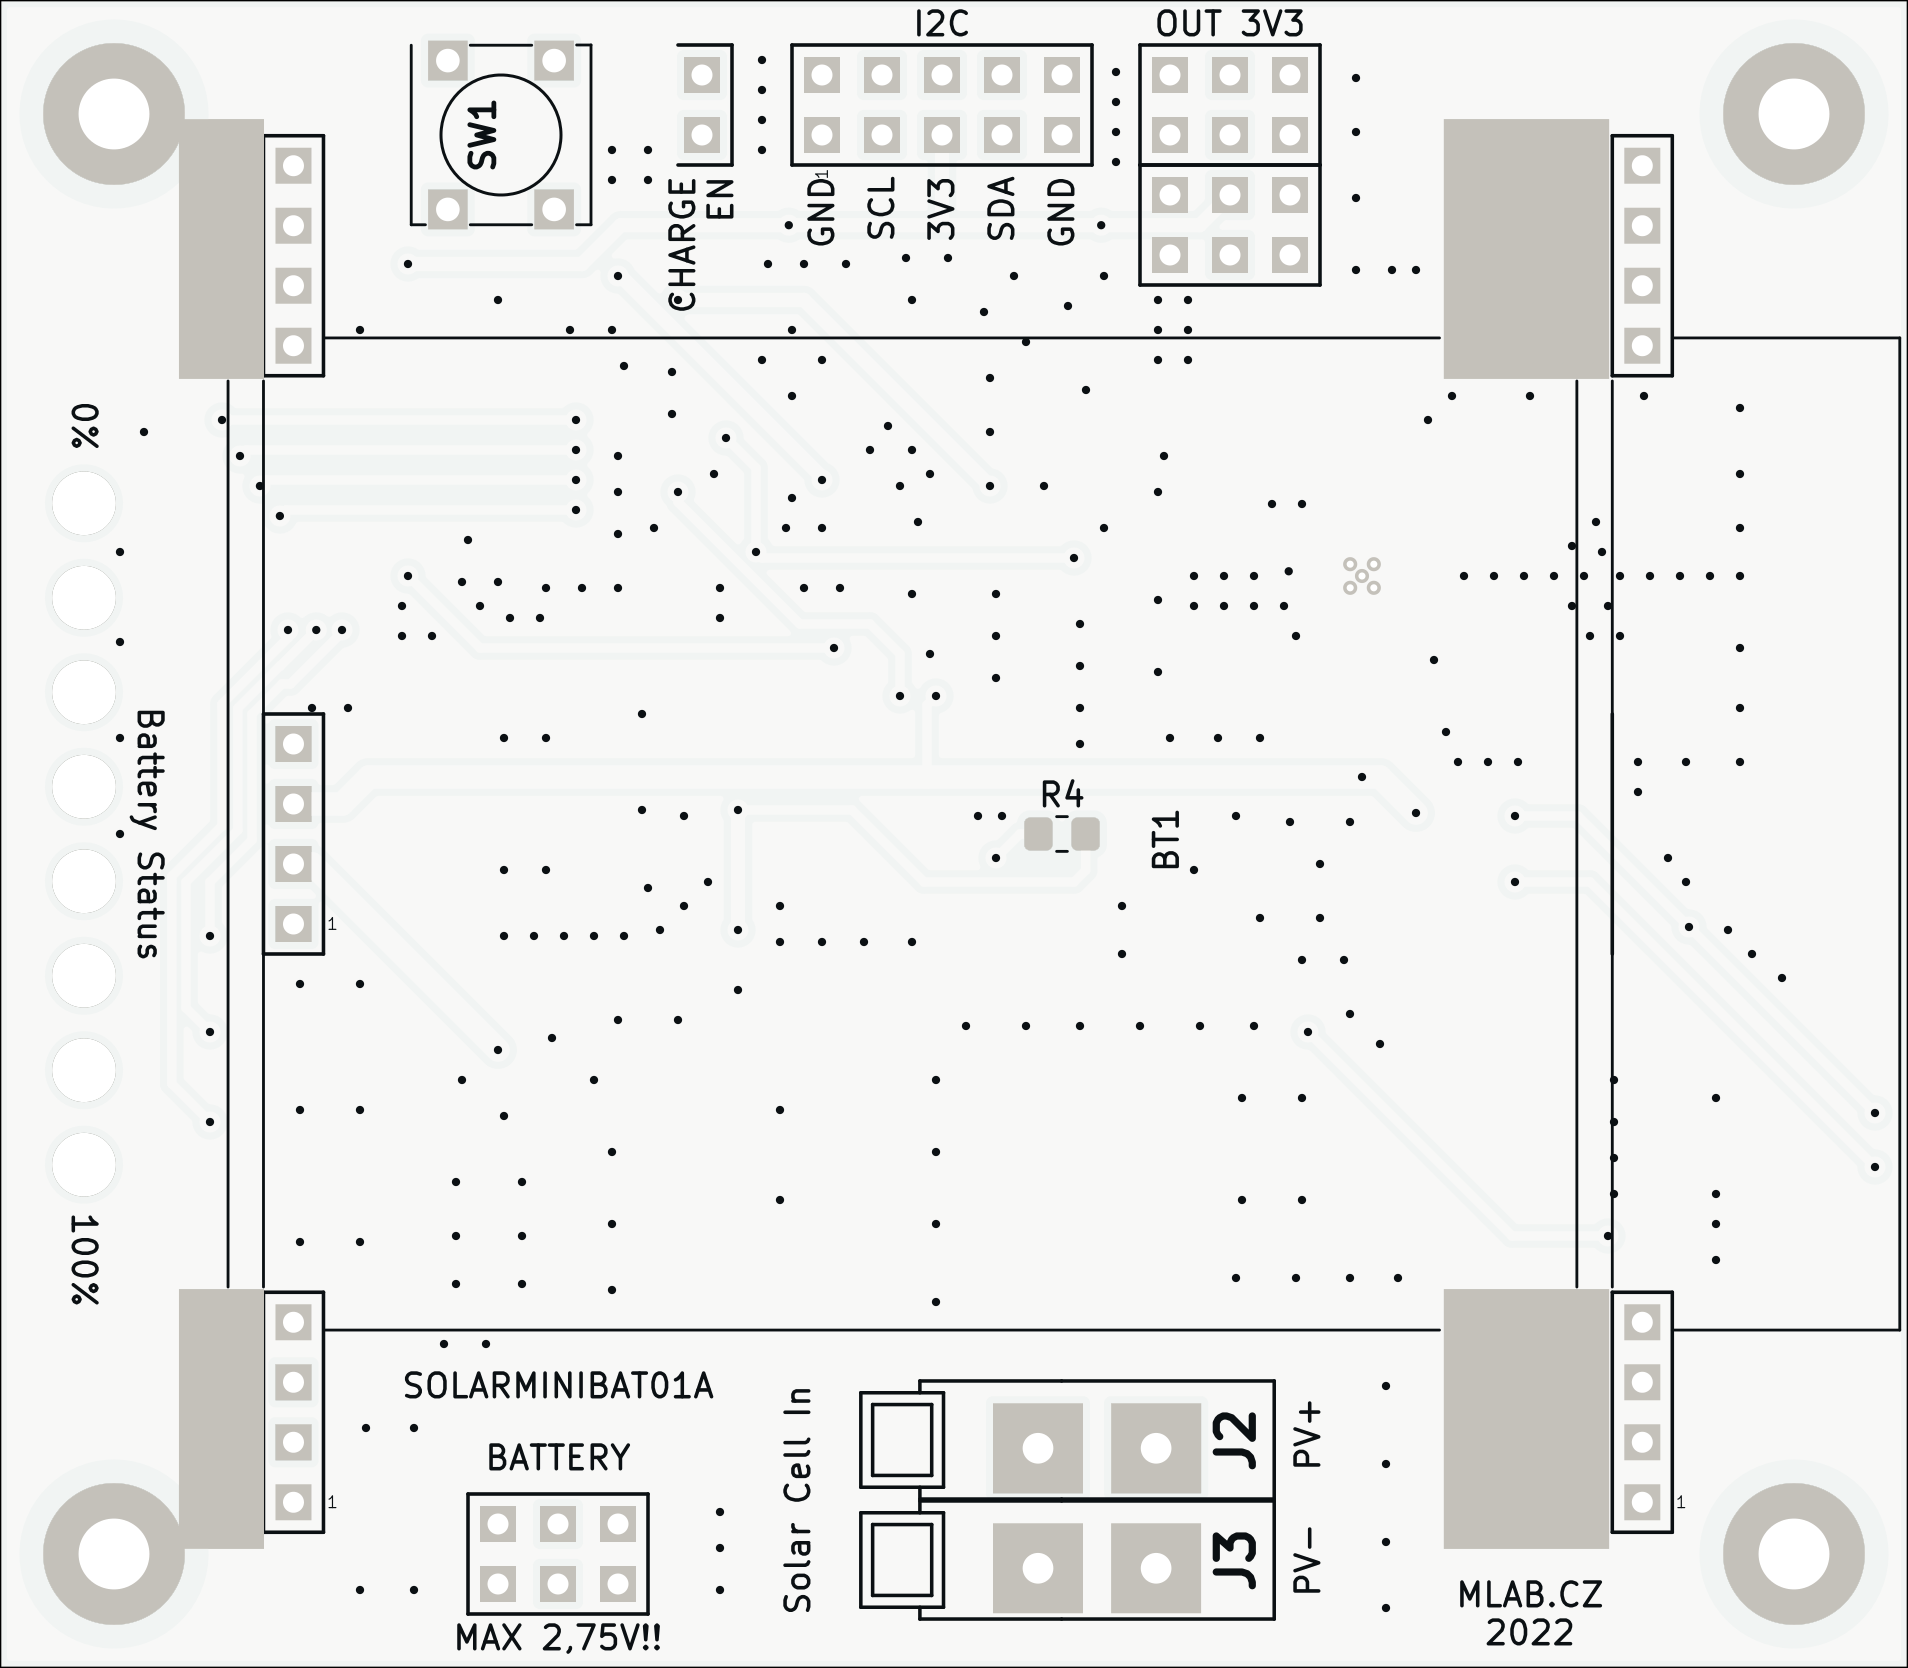 I2C
OUT 3V3
SW1
CHARGE
EN
GND
1
SCL
3V3
SDA
GND
0%
Battery Status
100%
R4
BT1
1
SOLARMINIBAT01A
BATTERY
MAX 2,75V!!
1
Solar Cell In
J2
PV+
J3
PV-
1
MLAB.CZ
2022